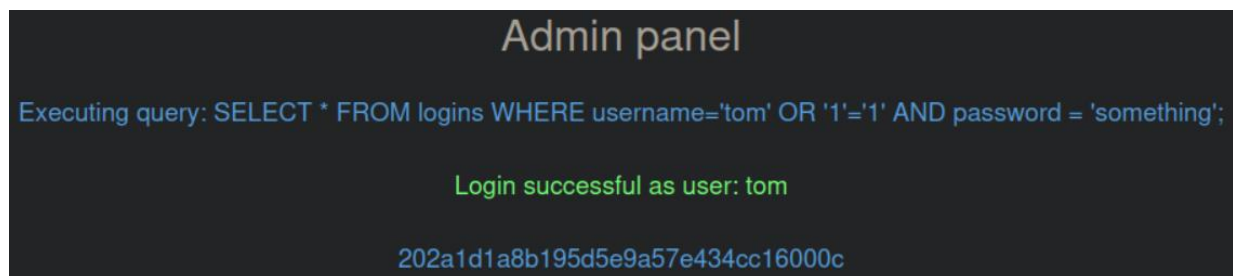 Admin panel
Executing query: SELECT * FROM logins WHERE username='tom' OR '1'='1' AND password = 'something';
Login successful as user: tom
202a1d1a8b195d5e9a57e434cc16000c